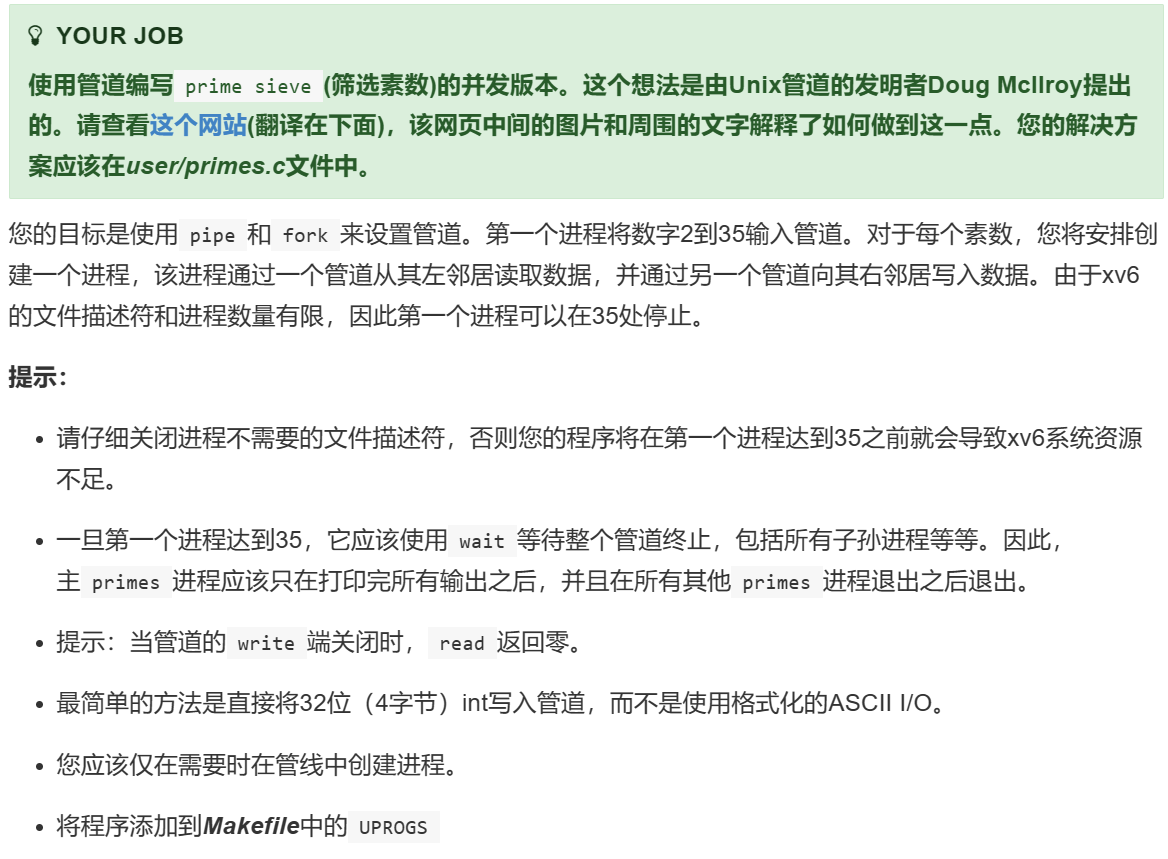 YOUR JOB
使用管道编写 prime sieve (筛选素数)的并发版本。这个想法是由Unix管道的发明者Doug McIlroy提出
的。请查看这个网站(翻译在下面)，该网页中间的图片和周围的文字解释了如何做到这一点。您的解决方
案应该在user/primes.c文件中。
您的目标是使用 pipe 和 fork 来设置管道。第一个进程将数字2到35输入管道。对于每个素数，您将安排创
建一个进程，该进程通过一个管道从其左邻居读取数据，并通过另一个管道向其右邻居写入数据。由于xv6
的文件描述符和进程数量有限，因此第一个进程可以在35处停止。
提示：
• 请仔细关闭进程不需要的文件描述符，否则您的程序将在第一个进程达到35之前就会导致xv6系统资源
不足。
• 一旦第一个进程达到35，它应该使用 wait 等待整个管道终止，包括所有子孙进程等等。因此，
主 primes 进程应该只在打印完所有输出之后，并且在所有其他 primes 进程退出之后退出。
• 提示：当管道的 write 端关闭时， read 返回零。
• 最简单的方法是直接将32位（4字节）int写入管道，而不是使用格式化的ASCII I/O。
• 您应该仅在需要时在管线中创建进程。
• 将程序添加到Makefile中的 UPROGS